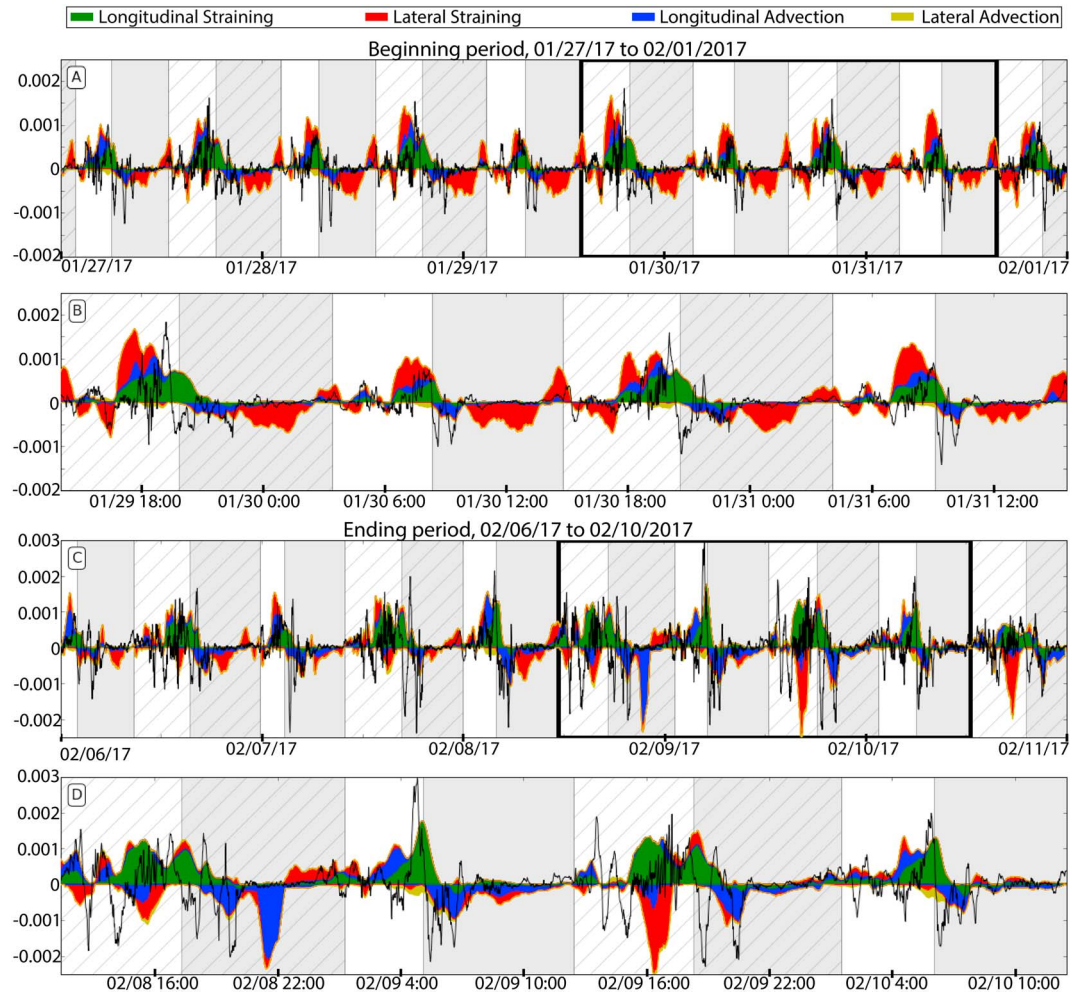 Longitudinal Straining Lateral Straining Longitudinal Advection Lateral Advection
Beginning period, 01/27/17 to 02/01/2017
A
0.002
0.001
0
-0.001
-0.002
01/27/17 01/28/17 01/29/17 01/30/17 01/31/17 02/01/17
B
0.002
0.001
0
-0.001
-0.002
01/29 18:00 01/30 0:00 01/30 6:00 01/30 12:00 01/30 18:00 01/31 0:00 01/31 6:00 01/31 12:00
Ending period, 02/06/17 to 02/10/2017
C
0.003
0.002
0.001
0
-0.001
-0.002
02/06/17 02/07/17 02/08/17 02/09/17 02/10/17 02/11/17
D
0.003
0.002
0.001
0
-0.001
-0.002
02/08 16:00 02/08 22:00 02/09 4:00 02/09 10:00 02/09 16:00 02/09 22:00 02/10 4:00 02/10 10:00